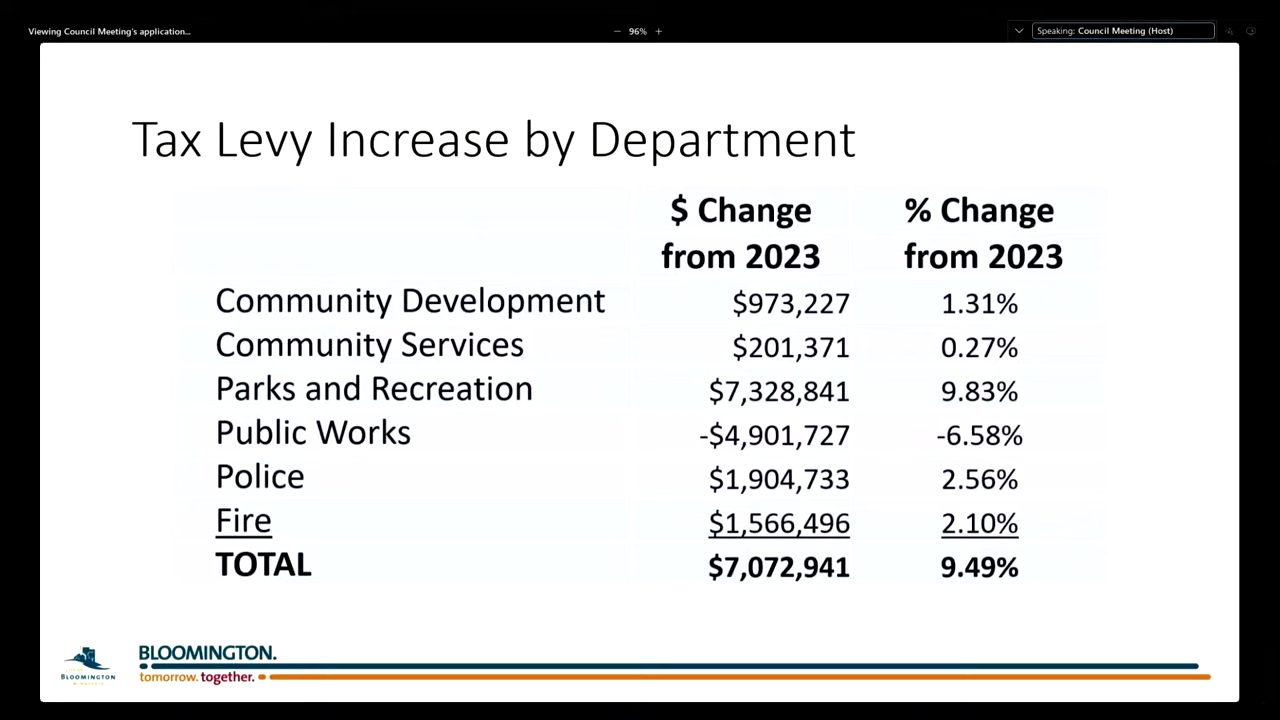 Viewing Council Meeting's application...
96%
Speaking: Council Meeting (Host)
Tax Levy Increase by Department
$ Change % Change
from 2023 from 2023
Community Development $973,227 1.31%
Community Services $201,371 0.27%
Parks and Recreation $7,328,841 9.83%
Public Works -$4,901,727 -6.58%
Police $1,904,733 2.56%
Fire $1,566,496 2.10%
TOTAL $7,072,941 9.49%
BLOOMINGTON.
tomorrow. together.
BLOOMINGTON